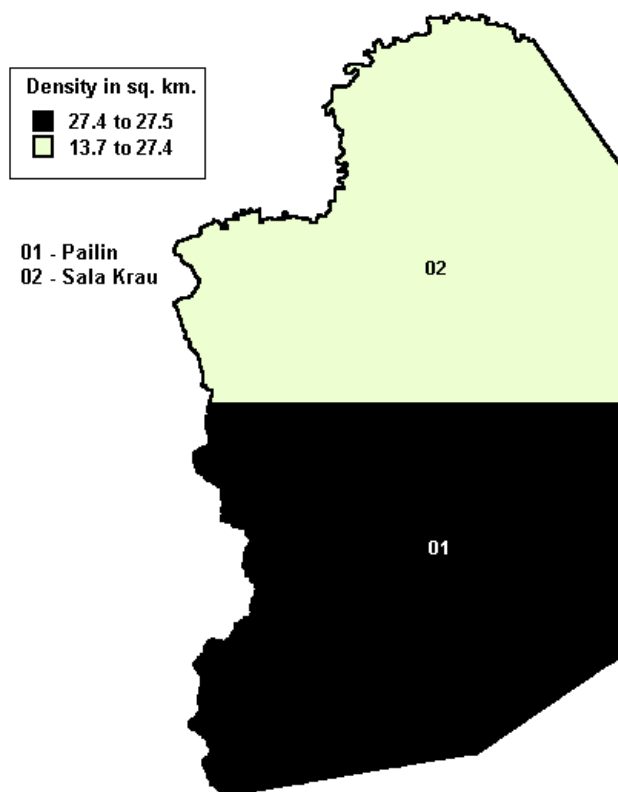 Density in sq. km.
27.4 to 27.5
13.7 to 27.4
01 - Pailin
02 - Sala Krau
02
01